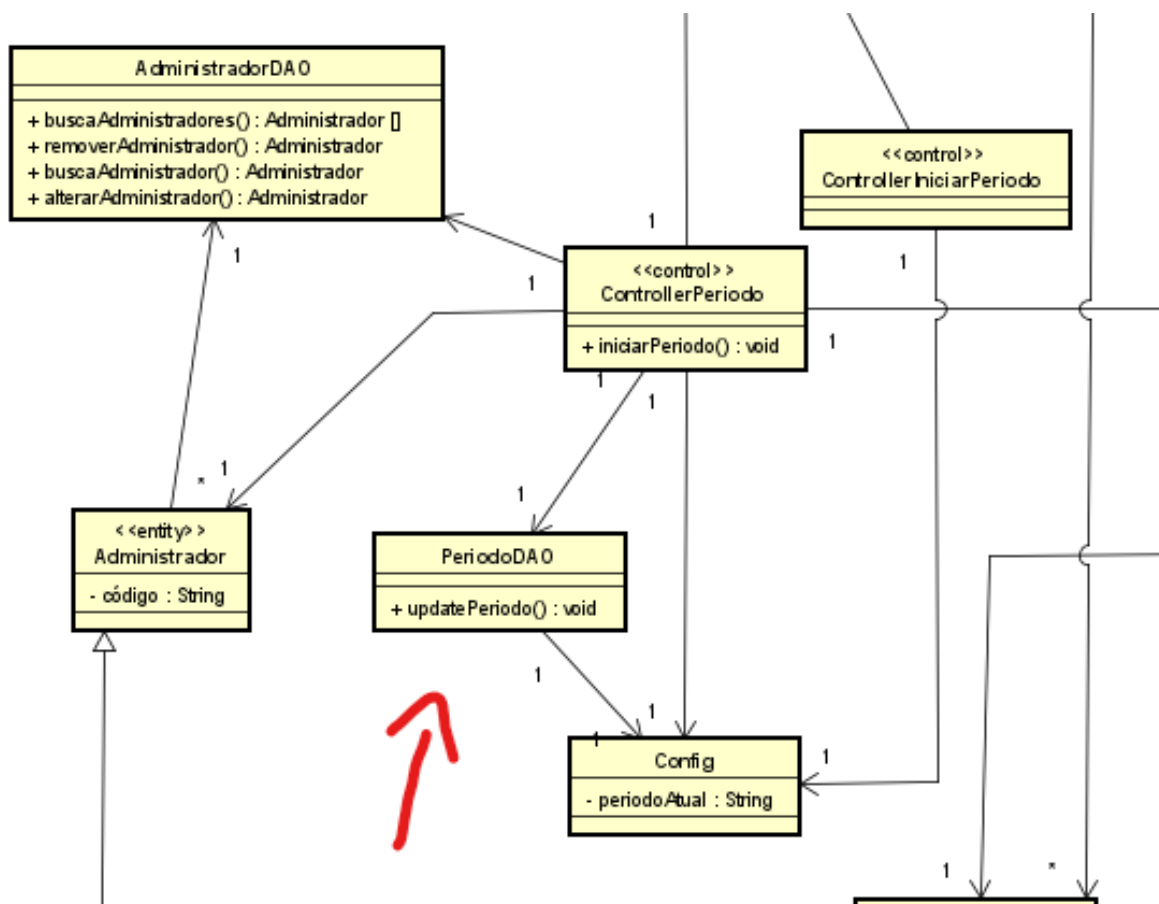 AdministradorDAO
+ buscaAdministradores() : Administrador []
+ removerAdministrador() : Administrador
+ buscaAdministrador() : Administrador
+ alterarAdministrador() : Administrador
<<control>>
ControllerIniciarPeriodo
1
1
1
1
<<control>>
ControllerPeriodo
+ iniciarPeriodo() : void
1
1
1
1
*
1
<<entity>>
Administrador
- código : String
PeriodoDAO
+ updatePeriodo() : void
1
1
1
1
Config
- periodoAtual : String
1
1
*